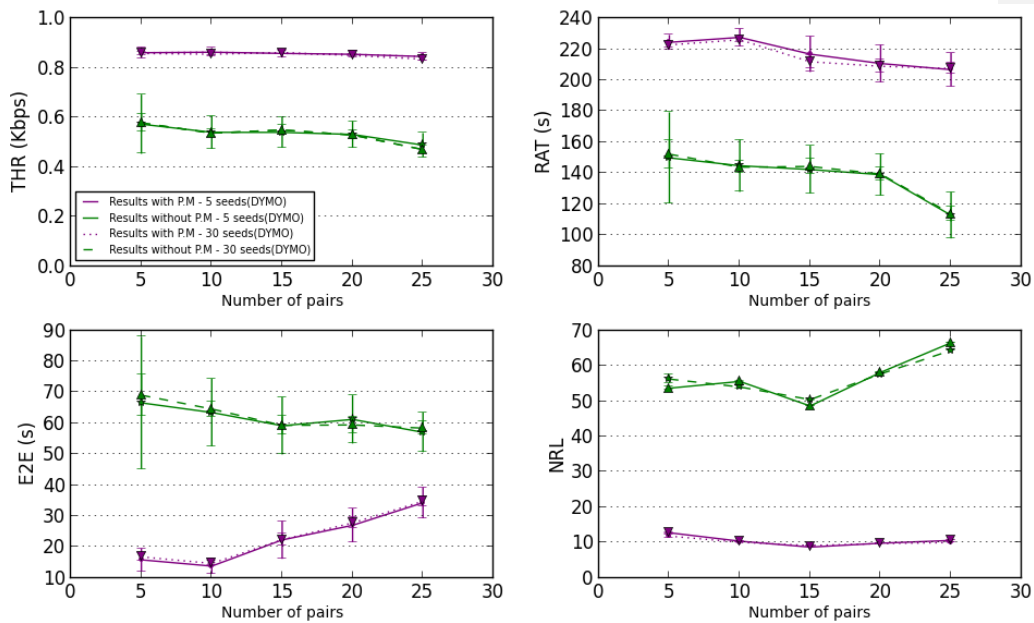 1.0
0.8
0.6
0.4
0.2
0.0
THR (Kbps)
Results with P.M - 5 seeds(DYMO)
Results without P.M - 5 seeds(DYMO)
Results with P.M - 30 seeds(DYMO)
Results without P.M - 30 seeds(DYMO)
0 5 10 15 20 25 30
Number of pairs
240
220
200
180
160
140
120
100
80
RAT (s)
0 5 10 15 20 25 30
Number of pairs
90
80
70
60
50
40
30
20
10
E2E (s)
0 5 10 15 20 25 30
Number of pairs
70
60
50
40
30
20
10
0
NRL
0 5 10 15 20 25 30
Number of pairs